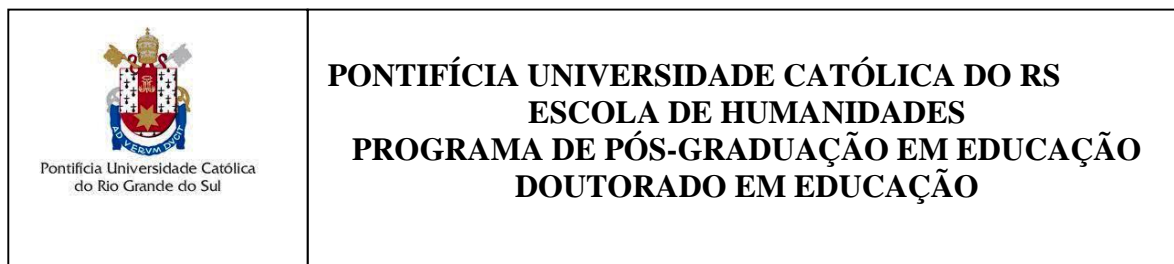 AD VERUM DUCIT
Pontifícia Universidade Católica
do Rio Grande do Sul
PONTIFÍCIA UNIVERSIDADE CATÓLICA DO RS
ESCOLA DE HUMANIDADES
PROGRAMA DE PÓS-GRADUAÇÃO EM EDUCAÇÃO
DOUTORADO EM EDUCAÇÃO